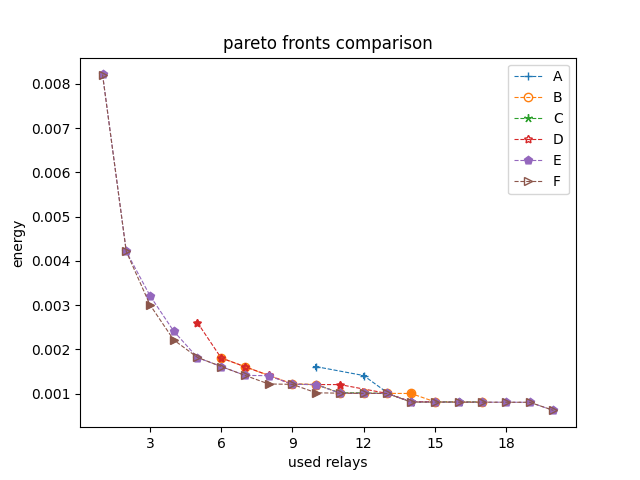 pareto fronts comparison
A
B
C
D
E
F
0.008
0.007
0.006
0.005
0.004
0.003
0.002
0.001
energy
3 6 9 12 15 18
used relays